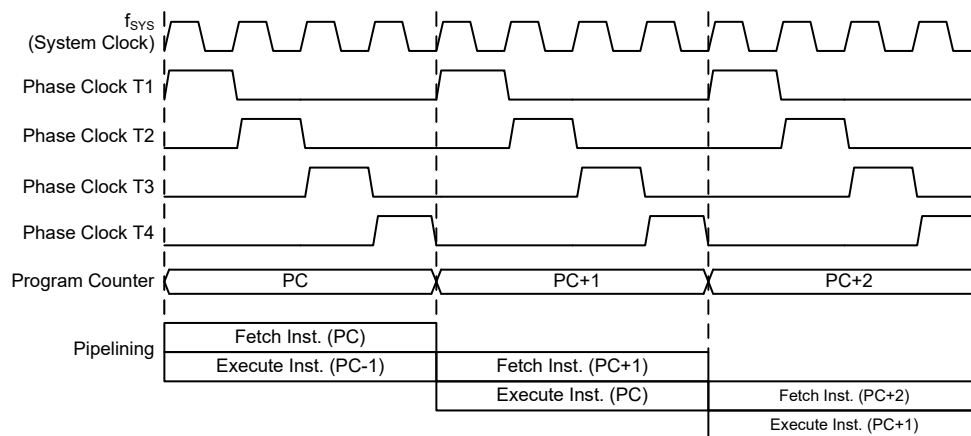 fSYS
(System Clock)
Phase Clock T1
Phase Clock T2
Phase Clock T3
Phase Clock T4
Program Counter PC PC+1 PC+2
Pipelining
Fetch Inst. (PC)
Execute Inst. (PC-1) Fetch Inst. (PC+1)
Execute Inst. (PC) Fetch Inst. (PC+2)
Execute Inst. (PC+1)